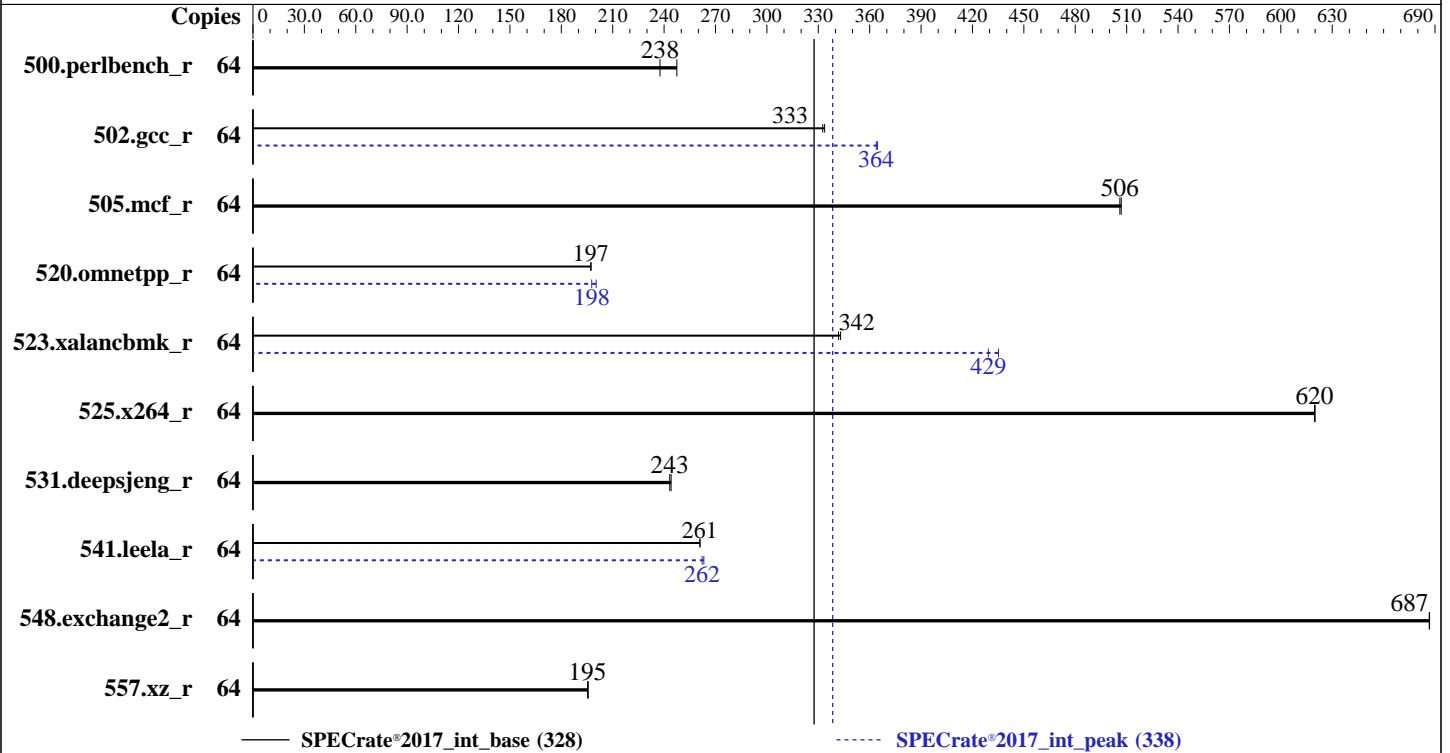 Copies 0 30.0 60.0 90.0 120 150 180 210 240 270 300 330 360 390 420 450 480 510 540 570 600 630 690
500.perlbench_r 64 238
502.gcc_r 64 333
364
505.mcf_r 64 506
520.omnetpp_r 64 197
198
523.xalancbmk_r 64 342
429
525.x264_r 64 620
531.deepsjeng_r 64 243
541.leela_r 64 261
262
548.exchange2_r 64 687
557.xz_r 64 195
SPECrate®2017_int_base (328) SPECrate®2017_int_peak (338)